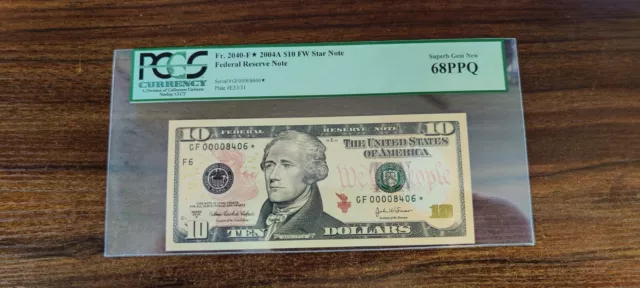 PCGS
CURRENCY
Fr. 2040-F★ 2004A $10 FW Star Note
Federal Reserve Note
Superb Gem New
68PPQ
10
FEDERAL
RESERVE NOTE
10
GF 00008406 ★
THE UNITED STATES
OF AMERICA
F6
We the People
GF 00008406 ★
10
10
TEN
DOLLARS